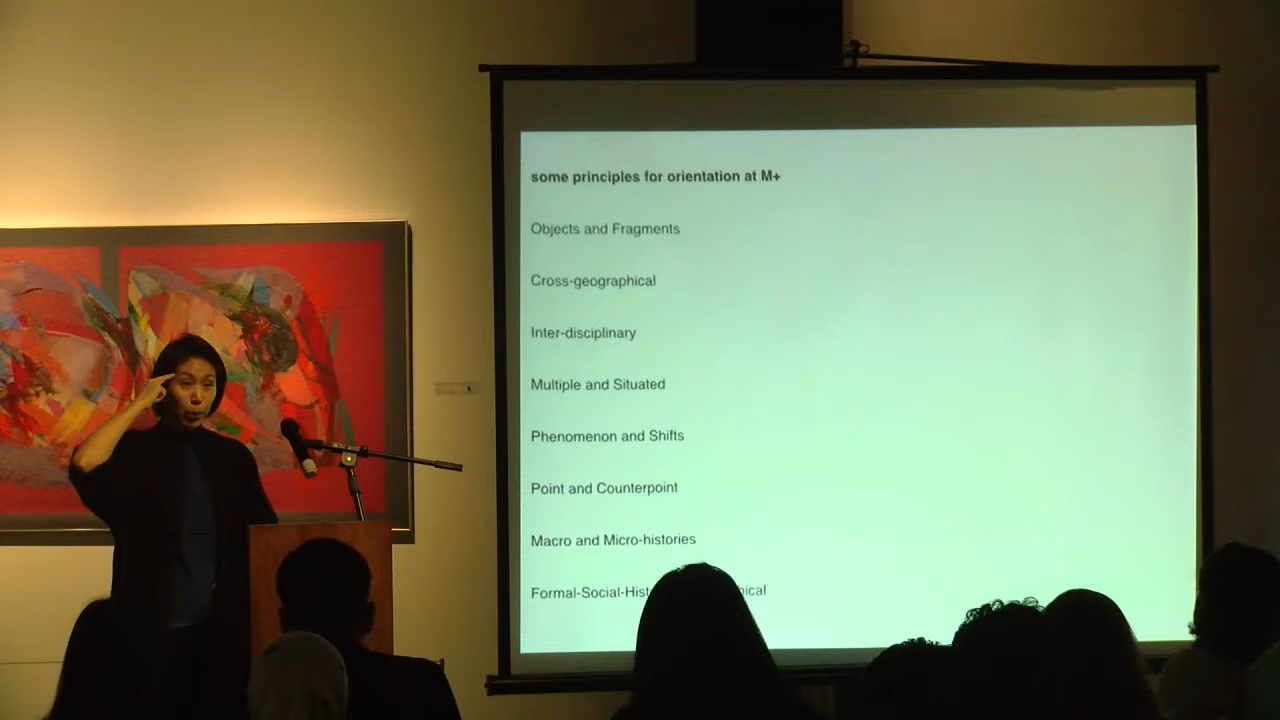 some principles for orientation at M+
Objects and Fragments
Cross-geographical
Inter-disciplinary
Multiple and Situated
Phenomenon and Shifts
Point and Counterpoint
Macro and Micro-histories